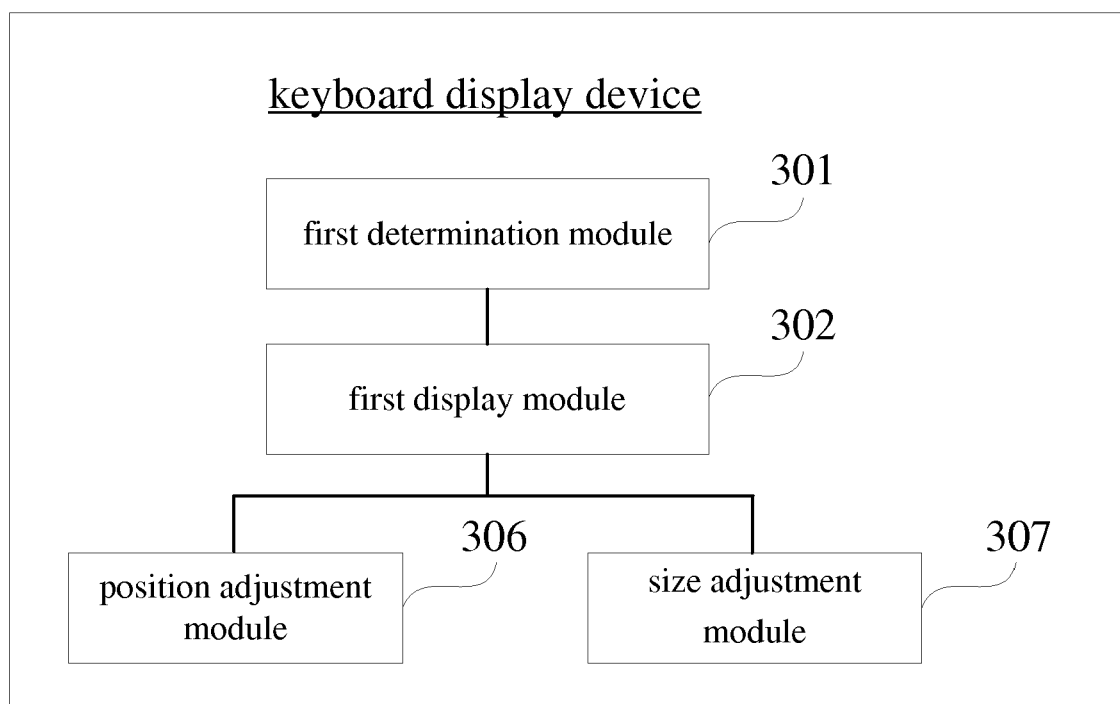 keyboard display device
301
first determination module
302
first display module
306
307
position adjustment
module
size adjustment
module